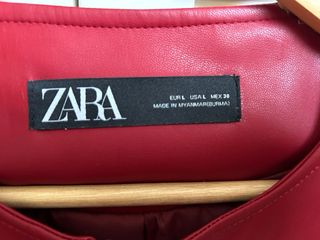 ZARA
EUR L USA L MEX 30
MADE IN MYANMAR(BURMA)